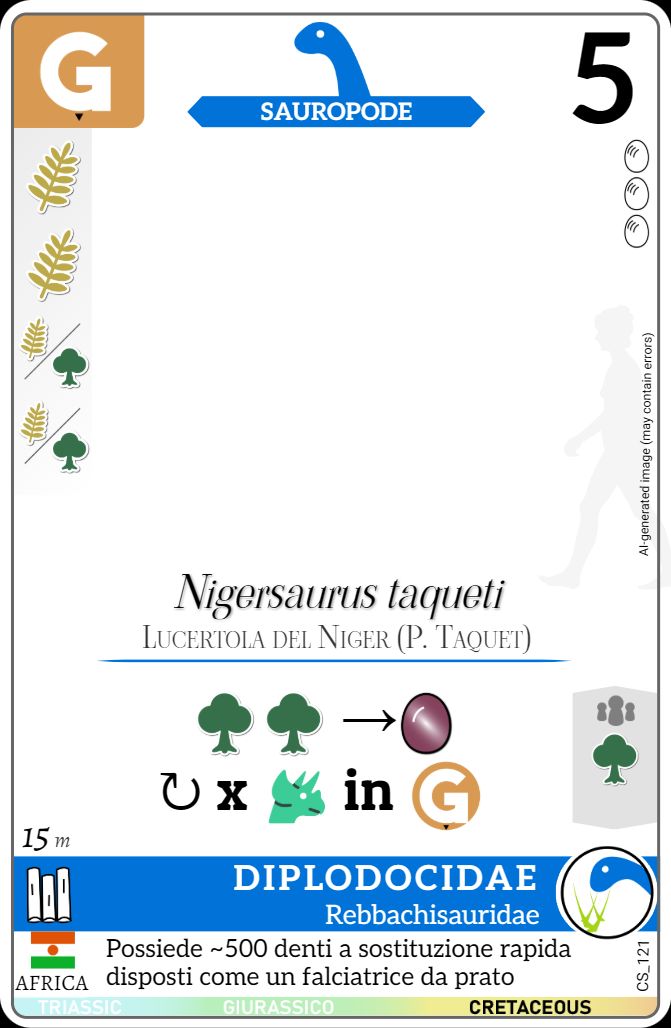 G
SAUROPODE
5
AI-generated image (may contain errors)
Nigersaurus taqueti
Lucertola del Niger (P. Taquet)
x in G
15 m
DIPLODOCIDAE
Rebbachisauridae
AFRICA
Possiede ~500 denti a sostituzione rapida
disposti come un falciatrice da prato
CS_121
TRIASSIC GIURASSICO CRETACEOUS